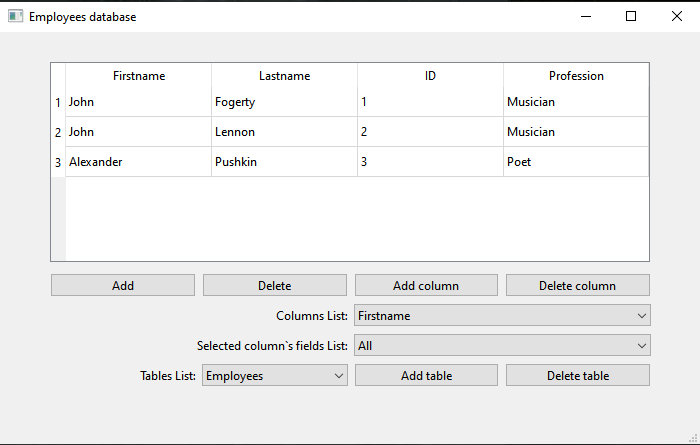 Employees database
Firstname Lastname ID Profession
1 John Fogerty 1 Musician
2 John Lennon 2 Musician
3 Alexander Pushkin 3 Poet
Add Delete Add column Delete column
Columns List: Firstname
Selected column`s fields List: All
Tables List: Employees Add table Delete table